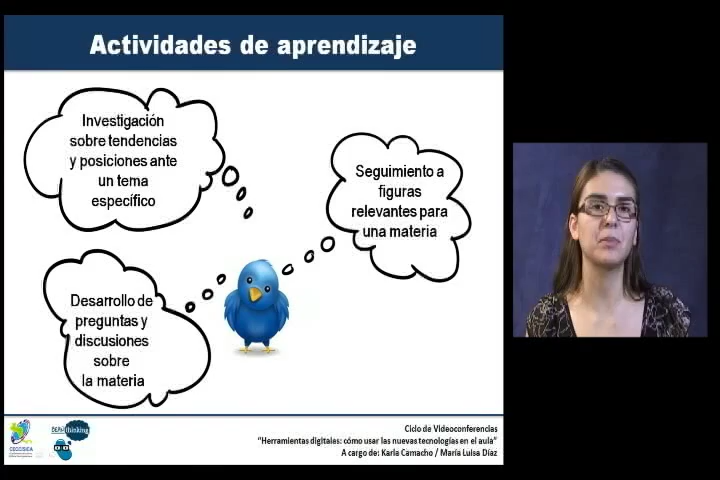 Actividades de aprendizaje
Investigación
sobre tendencias
y posiciones ante
un tema
específico
Seguimiento a
figuras
relevantes para
una materia
Desarrollo de
preguntas y
discusiones
sobre
la materia
CECCSICA
DEAR thinking
Ciclo de Videoconferencias
"Herramientas digitales: cómo usar las nuevas tecnologías en el aula"
A cargo de: Karla Camacho / María Luisa Díaz